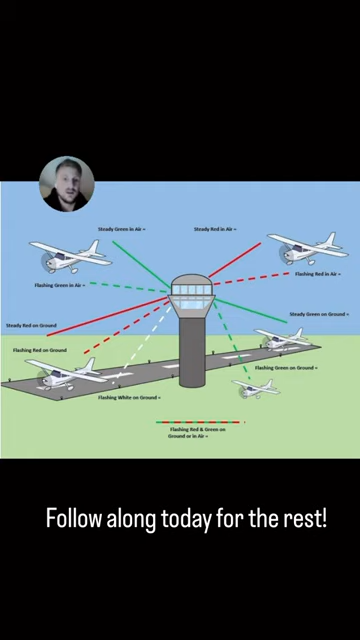 Steady Green in Air =
Steady Red in Air =
Flashing Green in Air =
Flashing Red in Air =
Steady Red on Ground
Steady Green on Ground =
Flashing Red on Ground
Flashing Green on Ground =
Flashing White on Ground =
Flashing Red & Green on
Ground or in Air =
Follow along today for the rest!